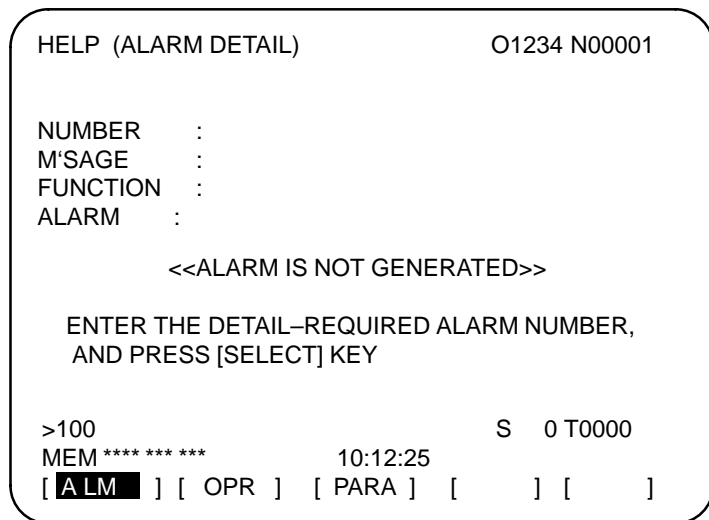 HELP (ALARM DETAIL) O1234 N00001
NUMBER :
M‘SAGE :
FUNCTION :
ALARM :
<<ALARM IS NOT GENERATED>>
ENTER THE DETAIL–REQUIRED ALARM NUMBER,
AND PRESS [SELECT] KEY
>100 S 0 T0000
MEM **** *** *** 10:12:25
[ A LM ] [ OPR ] [ PARA ] [ ] [ ]